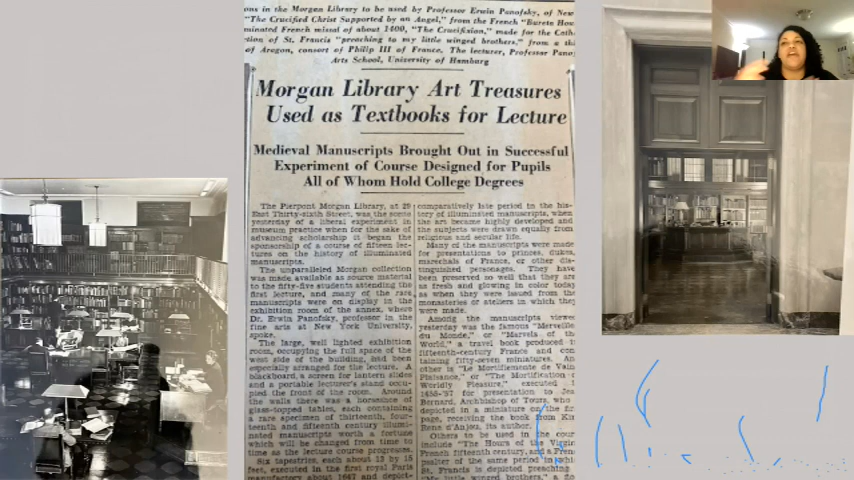 ons in the Morgan Library to be used by Professor Erwin Panofsky, of New
"The Crucified Christ Supported by an Angel," from the French "Burets Hou
minated French missal of about 1400, "The Crucifixion," made for the Cath
ction of St. Francis "preaching to my little winged brothers," from a thi
of Aragon, consort of Philip III of France. The lecturer, Professor Pano
Arts School, University of Hamburg
Morgan Library Art Treasures
Used as Textbooks for Lecture
Medieval Manuscripts Brought Out in Successful
Experiment of Course Designed for Pupils
All of Whom Hold College Degrees
The Pierpont Morgan Library, at 29
East Thirty-sixth Street, was the scene
yesterday of a liberal experiment in
museum practice when for the sake of
advancing scholarship it began the
sponsorship of a course of fifteen lec-
tures on the history of illuminated
manuscripts.
The unparalleled Morgan collection
was made available as source material
to the fifty-five students attending the
first lecture, and many of the rare
manuscripts were on display in the
exhibition room of the annex, where
Dr. Erwin Panofsky, professor in the
fine arts at New York University,
spoke.
The large, well lighted exhibition
room, occupying the full space of the
west side of the building, had been
especially arranged for the lecture. A
blackboard, a screen for lantern slides
and a portable lecturer's stand occu-
pied the front of the room. Around
the walls there was a horseshoe of
glass-topped tables, each containing
a rare specimen of thirteenth, four-
teenth and fifteenth century illumi-
nated manuscripts worth a fortune
which will be changed from time to
time as the lecture course progresses.
Six tapestries, each about 12 by 15
feet, executed in the first royal Paris
manufactory about 1667 and depict-
comparatively late period in the his-
tory of illuminated manuscripts, when
the art became highly developed and
the subjects were drawn equally from
religious and secular life.
Many of the manuscripts were made
for presentations to princes, dukes,
marechals of France, or other dis-
tinguished personages. They have
been preserved so well that they are
as fresh and glowing in color today
as when they were issued from the
monasteries or ateliers in which they
were made.
Among the manuscripts viewed
yesterday was the famous "Merveilles
du Monde," or "Marvels of the
World," a travel book produced in
fifteenth-century France and con
taining fifty-seven miniatures. An
other is "Le Mortifiemente de Vain
Plaisance," or "The Mortification of
Worldly Pleasure," executed
1455-'57 for presentation to Jea
Bernard, Archbishop of Tours, who
depicted in a miniature on the fir
page, receiving the book from Kin
Rene d'Anjou, its author.
Others to be used in the cour
include "The Hours of the Virgin
French fifteenth century, and a Fren
psalter of the same period in whi
St. Francis is depicted preaching
little winged brothers," a